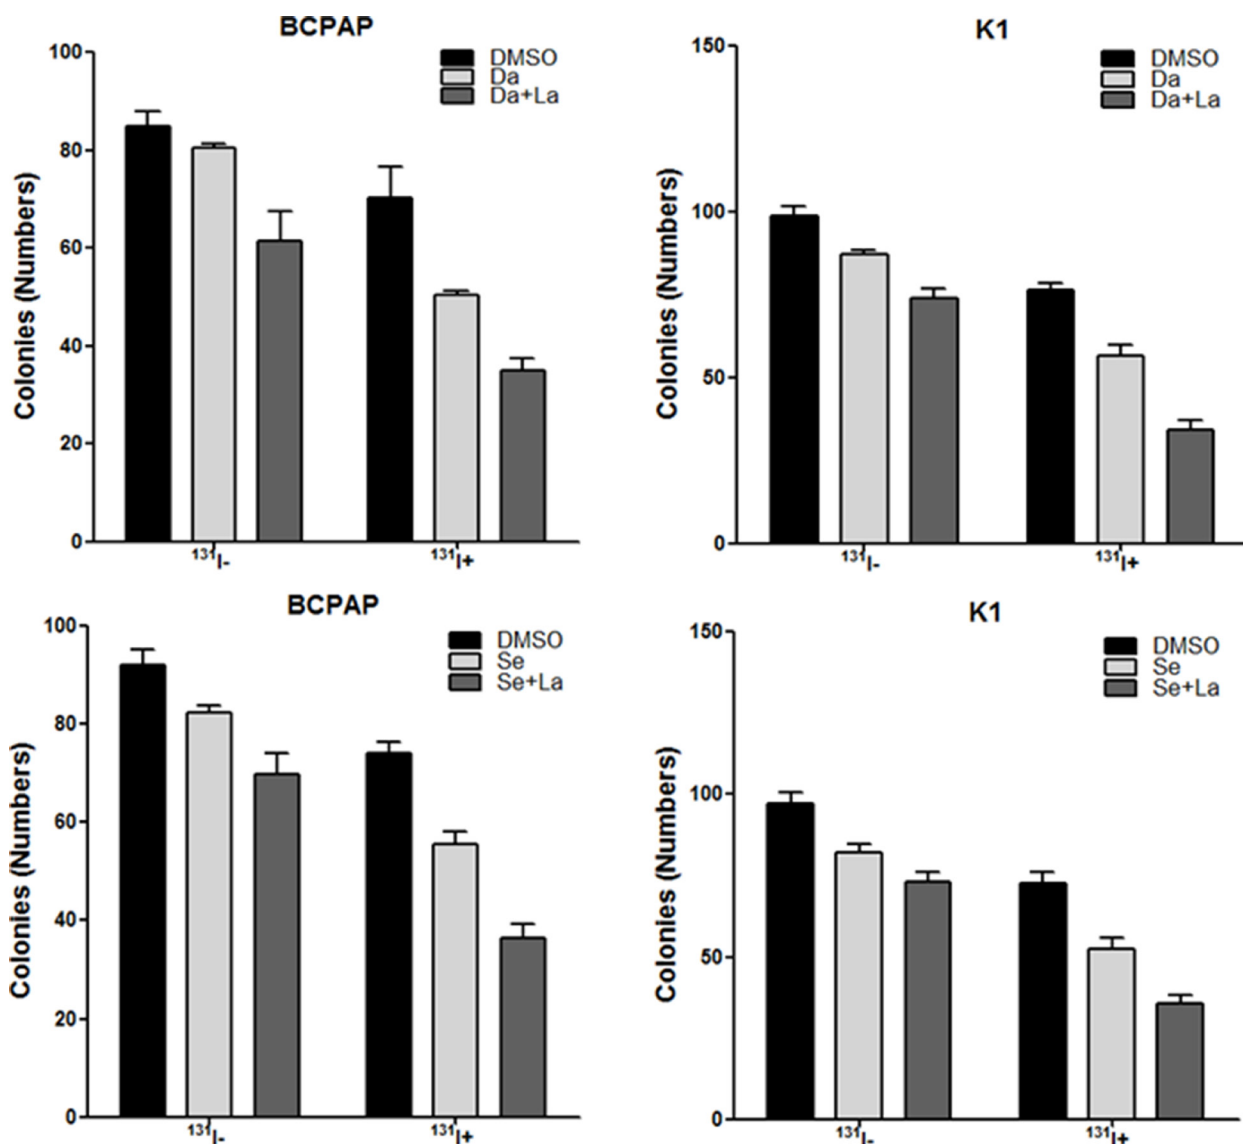 BCPAP
100
80
60
40
20
0
Colonies (Numbers)
DMSO
Da
Da+La
¹³¹I-
¹³¹I+
K1
150
100
50
0
Colonies (Numbers)
DMSO
Da
Da+La
¹³¹I-
¹³¹I+
BCPAP
100
80
60
40
20
0
Colonies (Numbers)
DMSO
Se
Se+La
¹³¹I-
¹³¹I+
K1
150
100
50
0
Colonies (Numbers)
DMSO
Se
Se+La
¹³¹I-
¹³¹I+